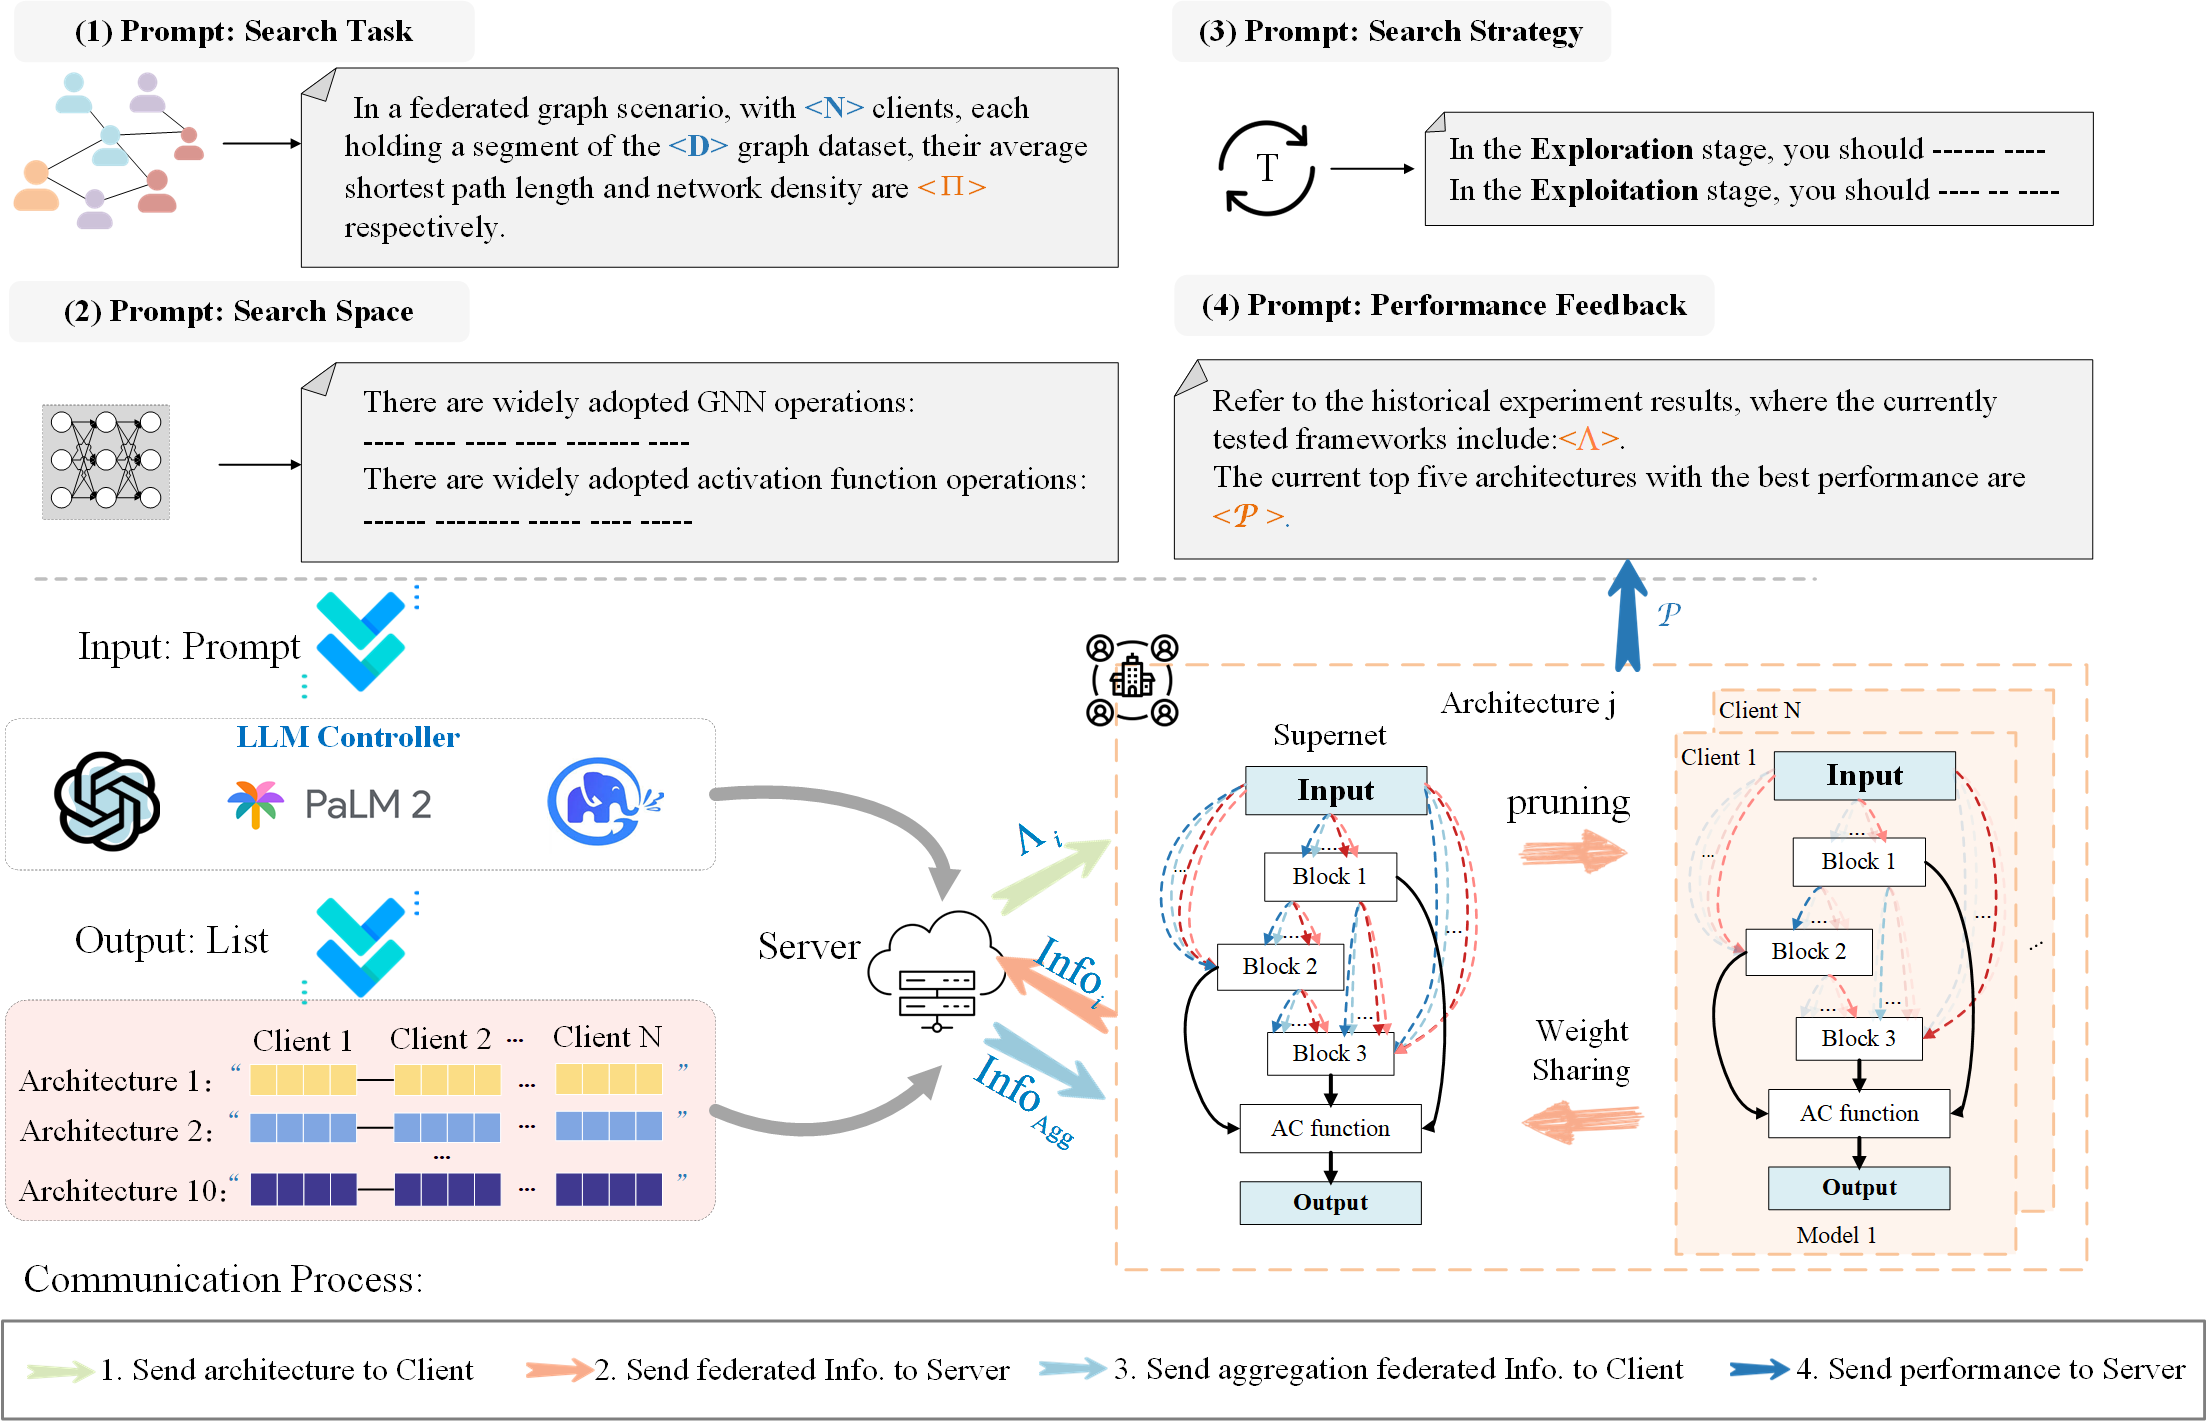 (1) Prompt: Search Task
In a federated graph scenario, with <N> clients, each
holding a segment of the <D> graph dataset, their average
shortest path length and network density are <Π>
respectively.
(2) Prompt: Search Space
There are widely adopted GNN operations:
---- ---- ---- ---- ------- ----
There are widely adopted activation function operations:
------ -------- ----- ---- -----
(3) Prompt: Search Strategy
T
In the Exploration stage, you should ------ ----
In the Exploitation stage, you should ---- -- ----
(4) Prompt: Performance Feedback
Refer to the historical experiment results, where the currently
tested frameworks include:<Λ>.
The current top five architectures with the best performance are
<𝒫 >.
Input: Prompt
LLM Controller
PaLM 2
Output: List
Client 1 Client 2 ... Client N
Architecture 1: “ ... ”
Architecture 2: “ ... ”
...
Architecture 10: “ ... ”
Server
Λ i
Info i
Info Agg
𝒫
Architecture j
Supernet
Input
...
...
Block 1
...
...
Block 2
...
...
Block 3
AC function
Output
pruning
Weight
Sharing
Client N
Client 1
Input
...
...
Block 1
...
...
Block 2
...
...
...
Block 3
AC function
Output
Model 1
Communication Process:
1. Send architecture to Client
2. Send federated Info. to Server
3. Send aggregation federated Info. to Client
4. Send performance to Server